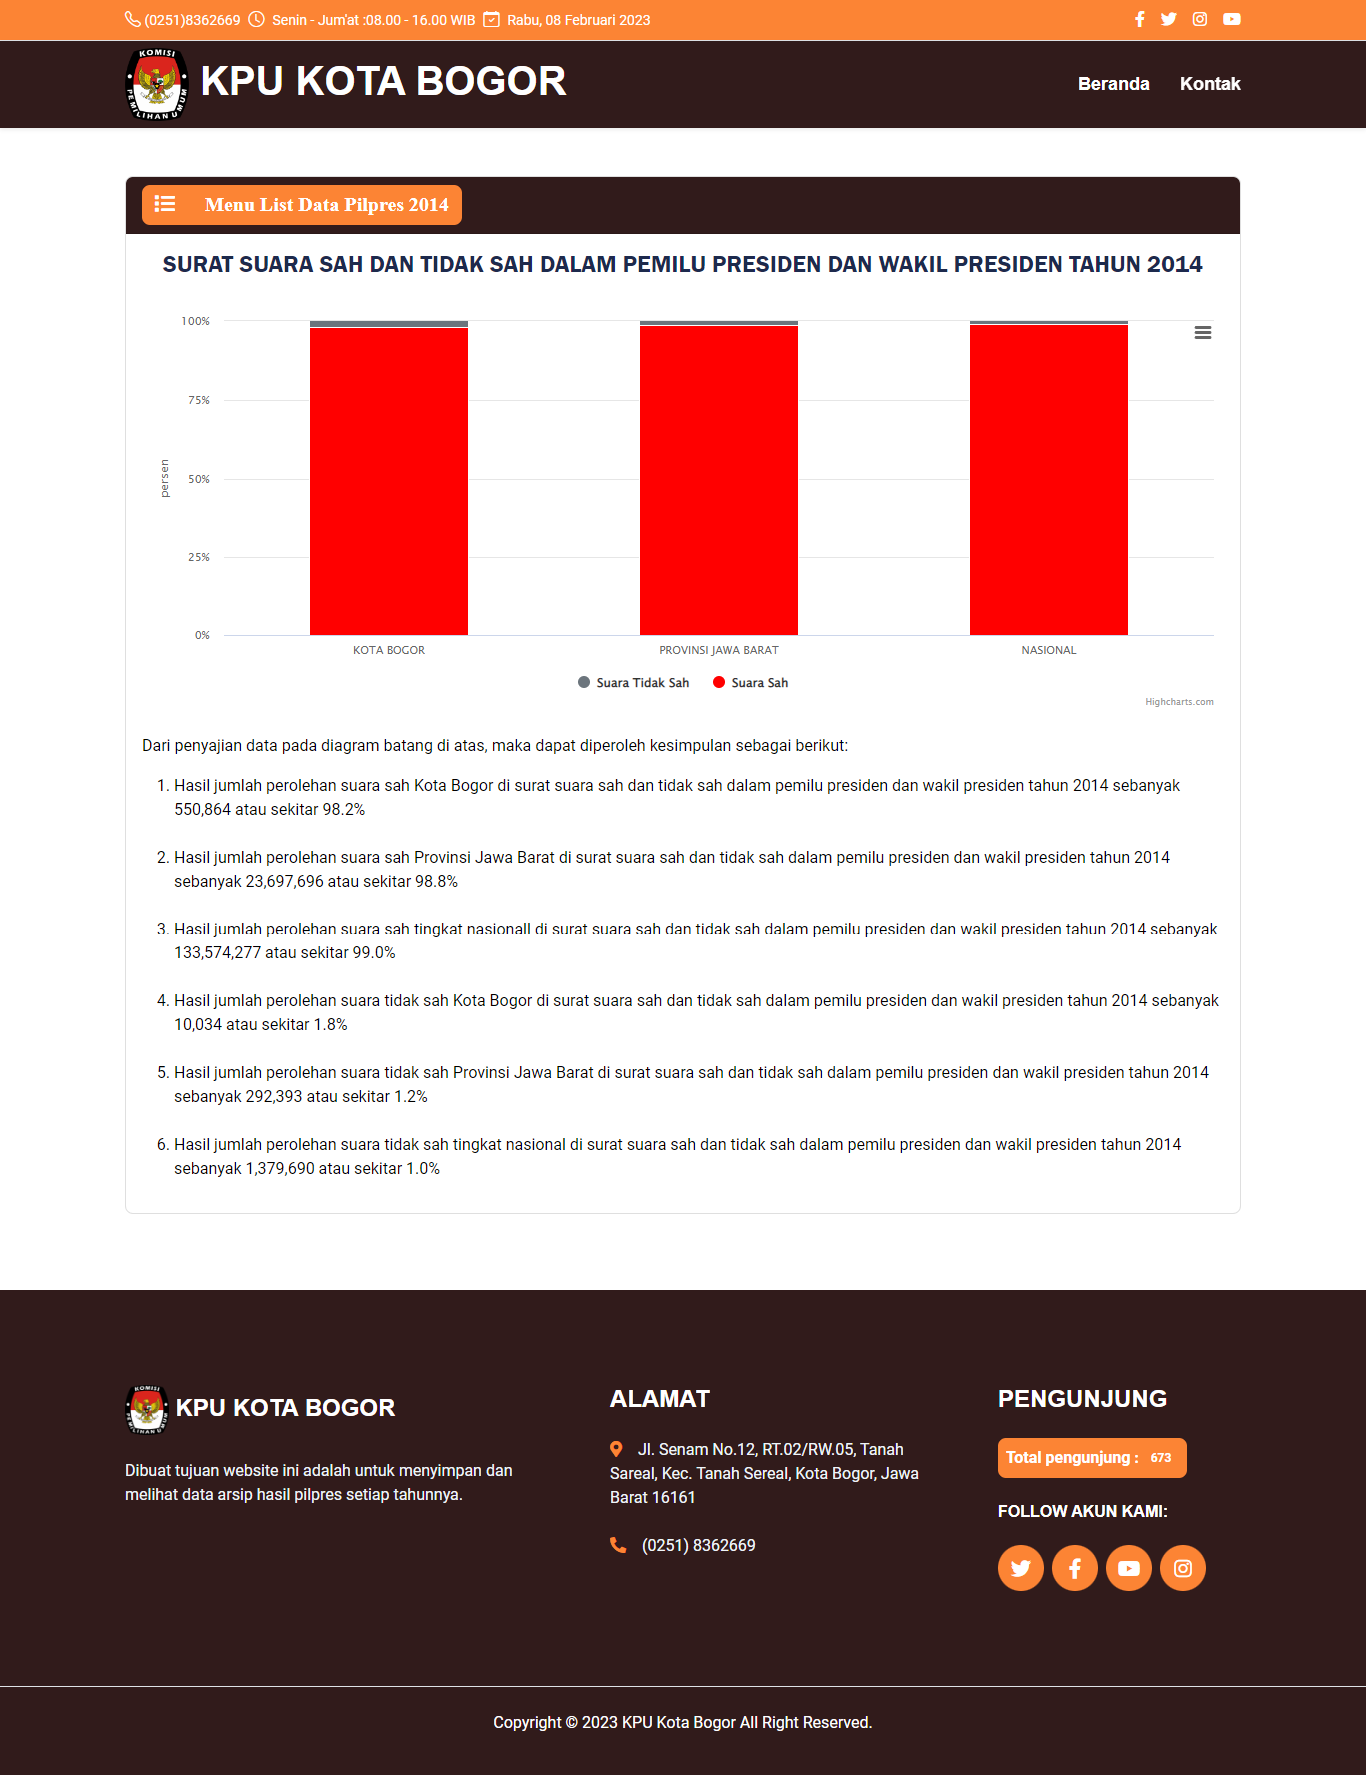 (0251)8362669 Senin - Jum'at :08.00 - 16.00 WIB Rabu, 08 Februari 2023
KOMISI
PEMILIHAN UMUM
KPU KOTA BOGOR
Beranda Kontak
Menu List Data Pilpres 2014
SURAT SUARA SAH DAN TIDAK SAH DALAM PEMILU PRESIDEN DAN WAKIL PRESIDEN TAHUN 2014
100%
75%
persen
50%
25%
0%
KOTA BOGOR PROVINSI JAWA BARAT NASIONAL
Suara Tidak Sah Suara Sah
Highcharts.com
Dari penyajian data pada diagram batang di atas, maka dapat diperoleh kesimpulan sebagai berikut:
1. Hasil jumlah perolehan suara sah Kota Bogor di surat suara sah dan tidak sah dalam pemilu presiden dan wakil presiden tahun 2014 sebanyak
550,864 atau sekitar 98.2%
2. Hasil jumlah perolehan suara sah Provinsi Jawa Barat di surat suara sah dan tidak sah dalam pemilu presiden dan wakil presiden tahun 2014
sebanyak 23,697,696 atau sekitar 98.8%
3. Hasil jumlah perolehan suara sah tingkat nasionall di surat suara sah dan tidak sah dalam pemilu presiden dan wakil presiden tahun 2014 sebanyak
133,574,277 atau sekitar 99.0%
4. Hasil jumlah perolehan suara tidak sah Kota Bogor di surat suara sah dan tidak sah dalam pemilu presiden dan wakil presiden tahun 2014 sebanyak
10,034 atau sekitar 1.8%
5. Hasil jumlah perolehan suara tidak sah Provinsi Jawa Barat di surat suara sah dan tidak sah dalam pemilu presiden dan wakil presiden tahun 2014
sebanyak 292,393 atau sekitar 1.2%
6. Hasil jumlah perolehan suara tidak sah tingkat nasional di surat suara sah dan tidak sah dalam pemilu presiden dan wakil presiden tahun 2014
sebanyak 1,379,690 atau sekitar 1.0%
KOMISI
PEMILIHAN UMUM
KPU KOTA BOGOR
Dibuat tujuan website ini adalah untuk menyimpan dan
melihat data arsip hasil pilpres setiap tahunnya.
ALAMAT
Jl. Senam No.12, RT.02/RW.05, Tanah
Sareal, Kec. Tanah Sereal, Kota Bogor, Jawa
Barat 16161
(0251) 8362669
PENGUNJUNG
Total pengunjung : 673
FOLLOW AKUN KAMI:
Copyright © 2023 KPU Kota Bogor All Right Reserved.